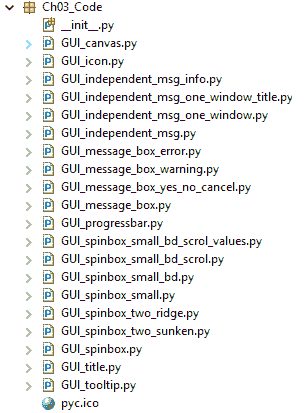 Ch03_Code
__init__.py
GUI_canvas.py
GUI_icon.py
GUI_independent_msg_info.py
GUI_independent_msg_one_window_title.py
GUI_independent_msg_one_window.py
GUI_independent_msg.py
GUI_message_box_error.py
GUI_message_box_warning.py
GUI_message_box_yes_no_cancel.py
GUI_message_box.py
GUI_progressbar.py
GUI_spinbox_small_bd_scrol_values.py
GUI_spinbox_small_bd_scrol.py
GUI_spinbox_small_bd.py
GUI_spinbox_small.py
GUI_spinbox_two_ridge.py
GUI_spinbox_two_sunken.py
GUI_spinbox.py
GUI_title.py
GUI_tooltip.py
pyc.ico